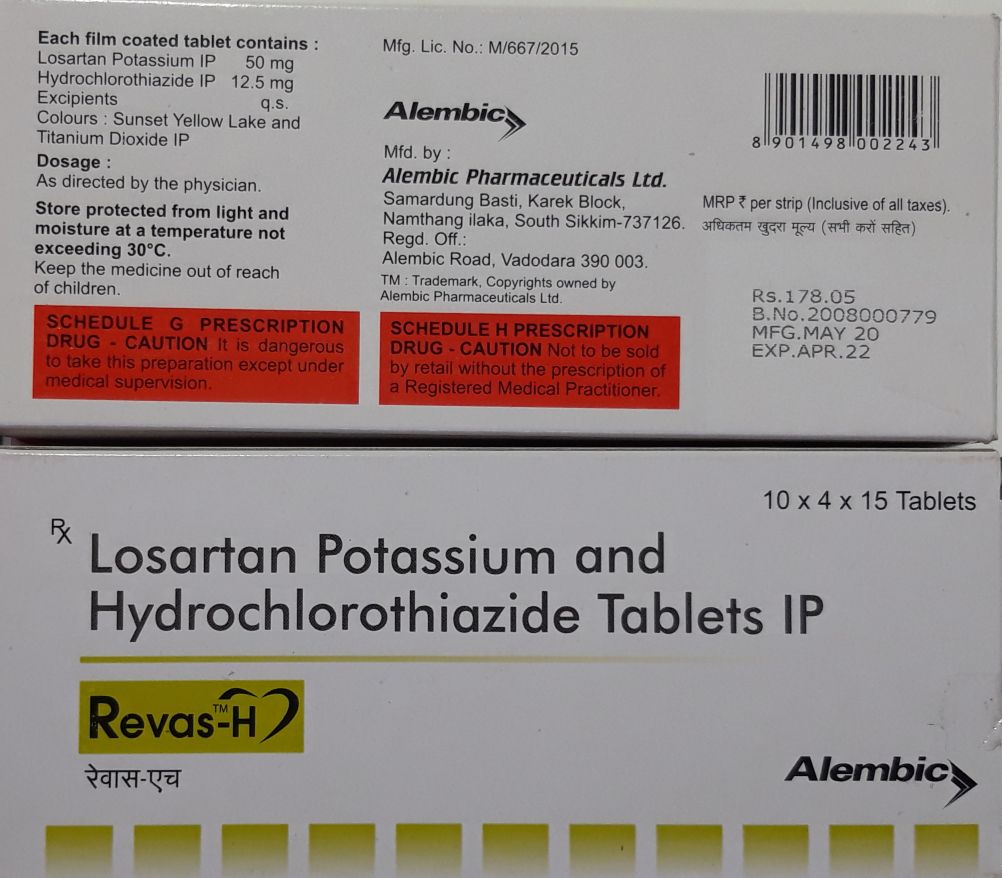 Each film coated tablet contains :
Losartan Potassium IP 50 mg
Hydrochlorothiazide IP 12.5 mg
Excipients q.s.
Colours : Sunset Yellow Lake and
Titanium Dioxide IP
Dosage :
As directed by the physician.
Store protected from light and
moisture at a temperature not
exceeding 30°C.
Keep the medicine out of reach
of children.
SCHEDULE G PRESCRIPTION
DRUG - CAUTION It is dangerous
to take this preparation except under
medical supervision.
Mfg. Lic. No.: M/667/2015
Alembic
Mfd. by :
Alembic Pharmaceuticals Ltd.
Samardung Basti, Karek Block,
Namthang ilaka, South Sikkim-737126.
Regd. Off.:
Alembic Road, Vadodara 390 003.
TM : Trademark, Copyrights owned by
Alembic Pharmaceuticals Ltd.
SCHEDULE H PRESCRIPTION
DRUG - CAUTION Not to be sold
by retail without the prescription of
a Registered Medical Practitioner.
8 901498 002243
MRP ₹ per strip (Inclusive of all taxes).
अधिकतम खुदरा मूल्य (सभी करों सहित)
Rs.178.05
B.No.2008000779
MFG.MAY 20
EXP.APR.22
10 x 4 x 15 Tablets
Rx Losartan Potassium and
Hydrochlorothiazide Tablets IP
Revas™-H
रेवास-एच
Alembic